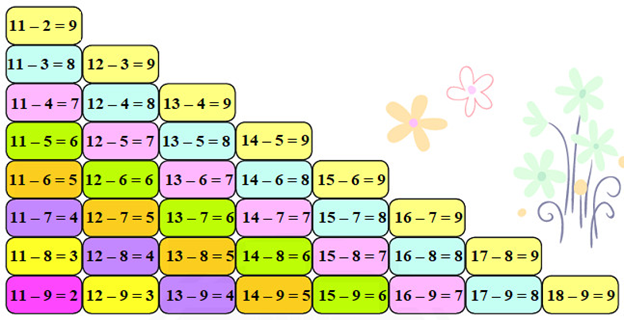 11 – 2 = 9
11 – 3 = 8 12 – 3 = 9
11 – 4 = 7 12 – 4 = 8 13 – 4 = 9
11 – 5 = 6 12 – 5 = 7 13 – 5 = 8 14 – 5 = 9
11 – 6 = 5 12 – 6 = 6 13 – 6 = 7 14 – 6 = 8 15 – 6 = 9
11 – 7 = 4 12 – 7 = 5 13 – 7 = 6 14 – 7 = 7 15 – 7 = 8 16 – 7 = 9
11 – 8 = 3 12 – 8 = 4 13 – 8 = 5 14 – 8 = 6 15 – 8 = 7 16 – 8 = 8 17 – 8 = 9
11 – 9 = 2 12 – 9 = 3 13 – 9 = 4 14 – 9 = 5 15 – 9 = 6 16 – 9 = 7 17 – 9 = 8 18 – 9 = 9